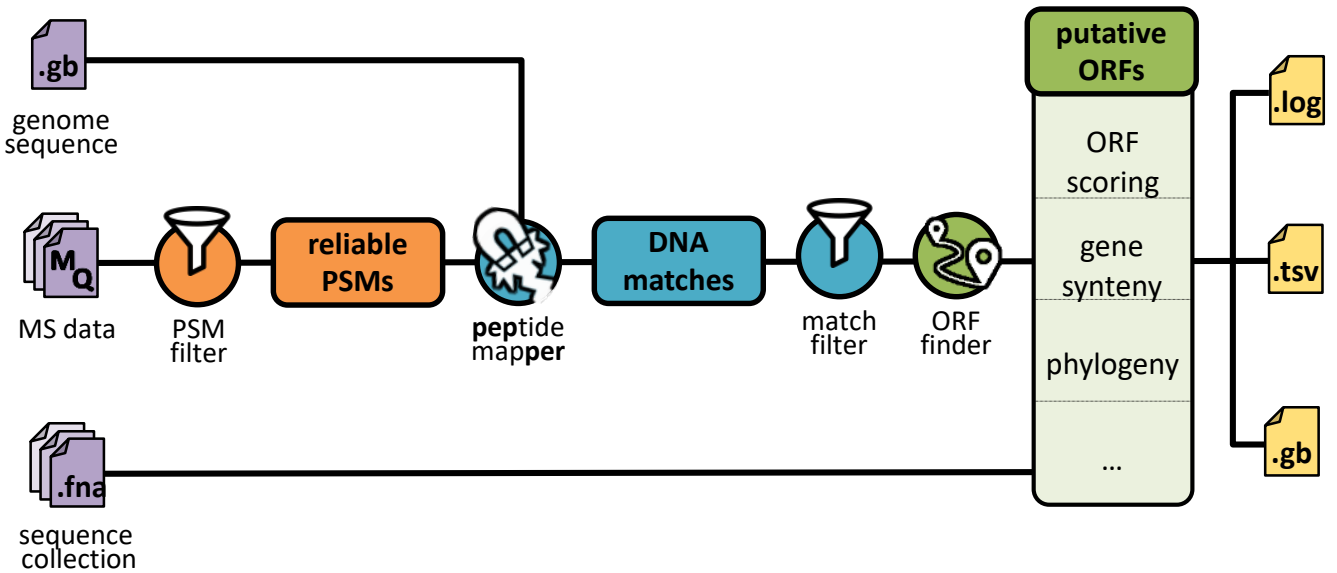 .gb
genome
sequence
M
Q
MS data
PSM
filter
reliable
PSMs
peptide
mapper
DNA
matches
match
filter
ORF
finder
.fna
sequence
collection
putative
ORFs
ORF
scoring
gene
synteny
phylogeny
...
.log
.tsv
.gb